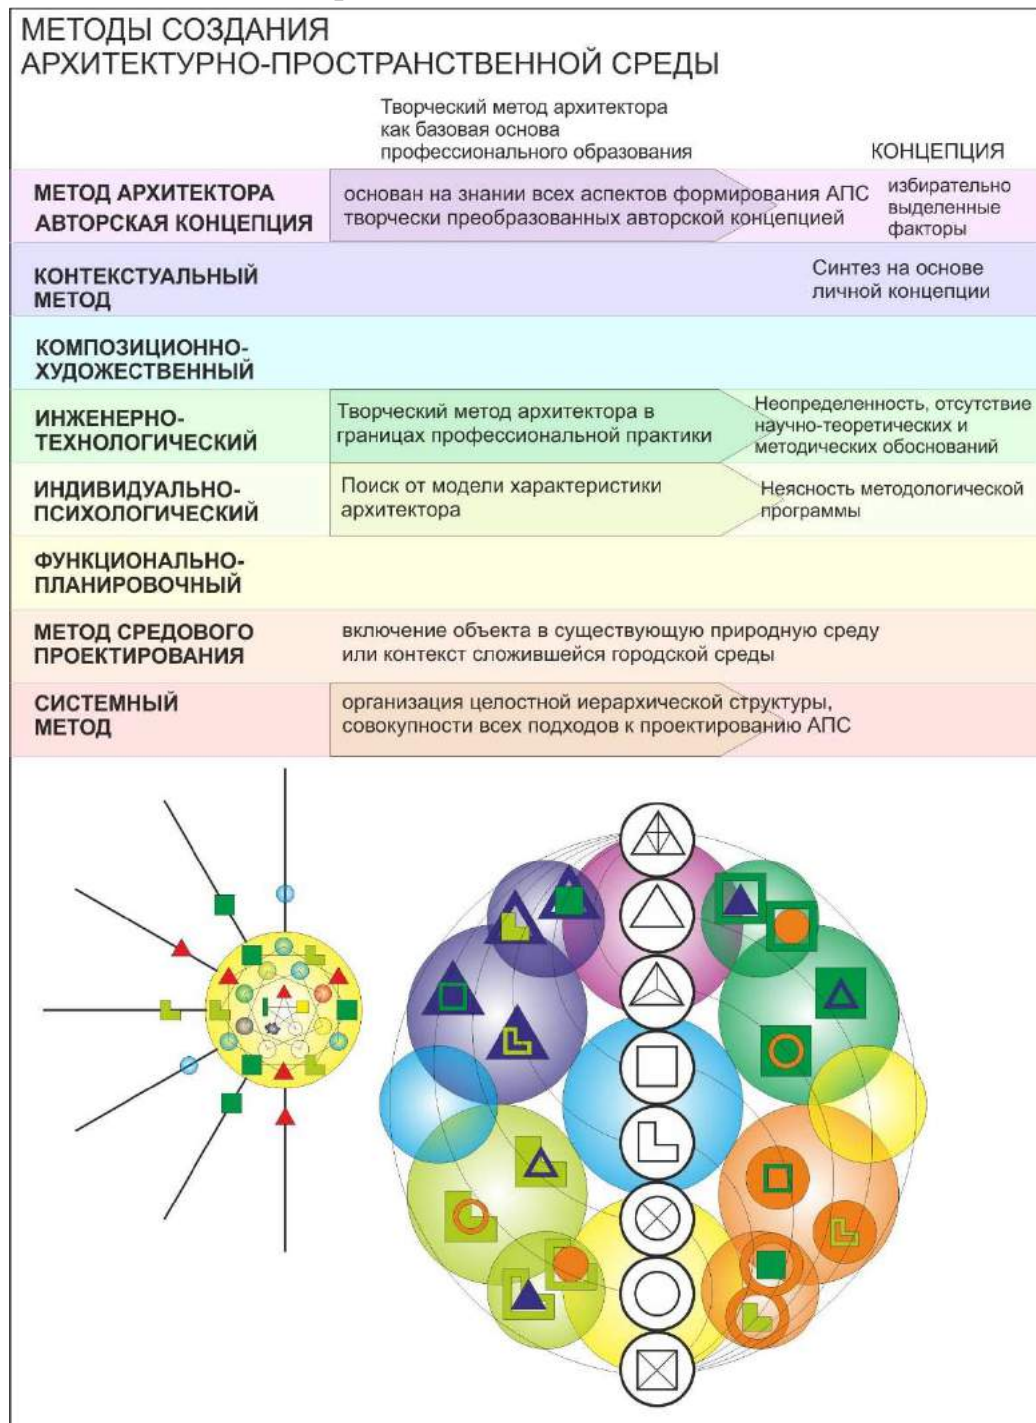 МЕТОДЫ СОЗДАНИЯ
АРХИТЕКТУРНО-ПРОСТРАНСТВЕННОЙ СРЕДЫ
Творческий метод архитектора
как базовая основа
профессионального образования
КОНЦЕПЦИЯ
МЕТОД АРХИТЕКТОРА
АВТОРСКАЯ КОНЦЕПЦИЯ
основан на знании всех аспектов формирования АПС
творчески преобразованных авторской концепцией
избирательно
выделенные
факторы
КОНТЕКСТУАЛЬНЫЙ
МЕТОД
Синтез на основе
личной концепции
КОМПОЗИЦИОННО-
ХУДОЖЕСТВЕННЫЙ
ИНЖЕНЕРНО-
ТЕХНОЛОГИЧЕСКИЙ
Творческий метод архитектора в
границах профессиональной практики
Неопределенность, отсутствие
научно-теоретических и
методических обоснований
ИНДИВИДУАЛЬНО-
ПСИХОЛОГИЧЕСКИЙ
Поиск от модели характеристики
архитектора
Неясность методологической
программы
ФУНКЦИОНАЛЬНО-
ПЛАНИРОВОЧНЫЙ
МЕТОД СРЕДОВОГО
ПРОЕКТИРОВАНИЯ
включение объекта в существующую природную среду
или контекст сложившейся городской среды
СИСТЕМНЫЙ
МЕТОД
организация целостной иерархической структуры,
совокупности всех подходов к проектированию АПС